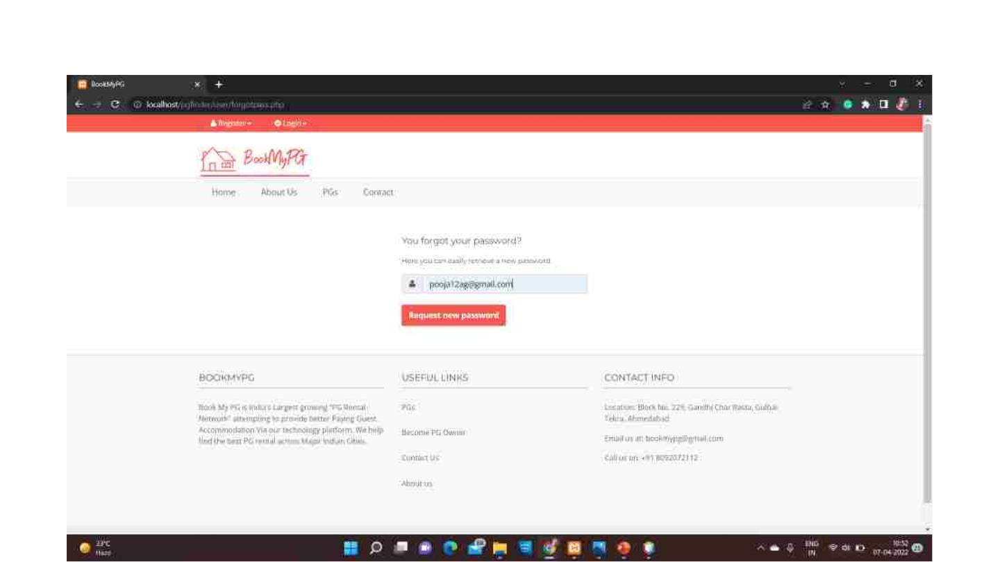 BookMyPG
localhost/pgfinder/user/forgotpass.php
Register
Login
BookMyPG
Home About Us PGs Contact
You forgot your password?
Here you can easily retrieve a new password.
pooja12ag@gmail.com
Request new password
BOOKMYPG
Book My PG is India's Largest growing "PG Rental
Network" attempting to provide better Paying Guest
Accommodation Via our technology platform. We help
find the best PG rental across Major Indian Cities.
USEFUL LINKS
PGs
Become PG Owner
Contact Us
About us
CONTACT INFO
Location: Block No. 229, Gandhi Char Rasta, Gulbai
Tekra, Ahmedabad
Email us at: bookmypg@gmail.com
Call us on: +91 8092072112
Haze
ENG
IN
10:52
07-04-2022